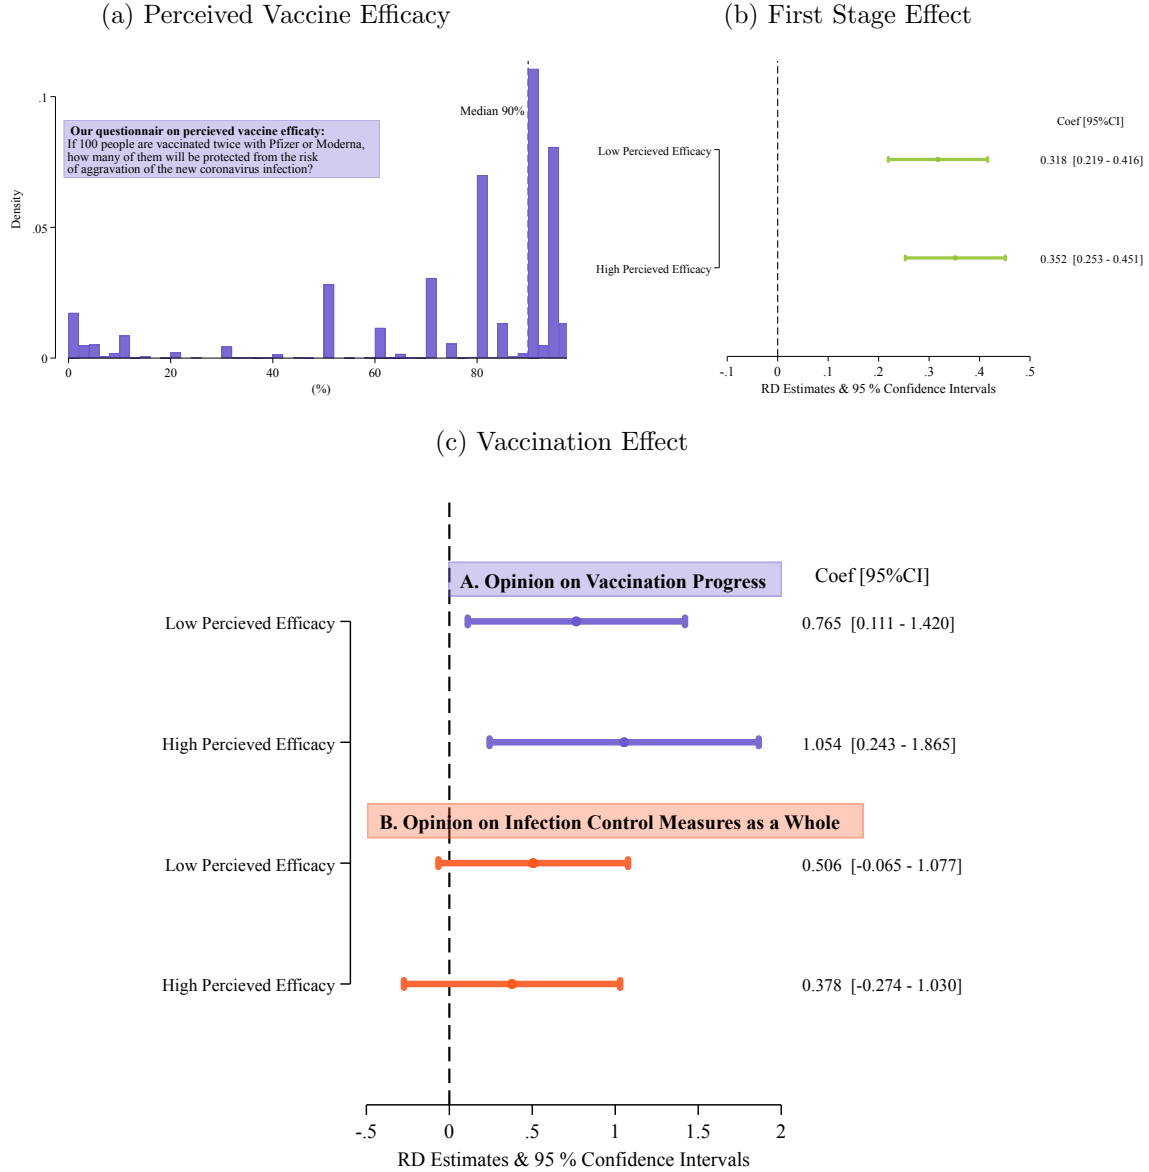 (a) Perceived Vaccine Efficacy
.1
.05
0
Density
Median 90%
Our questionnair on percieved vaccine efficaty:
If 100 people are vaccinated twice with Pfizer or Moderna,
how many of them will be protected from the risk
of aggravation of the new coronavirus infection?
0 20 40 60 80
(%)
(b) First Stage Effect
Coef [95%CI]
Low Percieved Efficacy
0.318 [0.219 - 0.416]
High Percieved Efficacy
0.352 [0.253 - 0.451]
-.1 0 .1 .2 .3 .4 .5
RD Estimates & 95 % Confidence Intervals
(c) Vaccination Effect
A. Opinion on Vaccination Progress
Coef [95%CI]
Low Percieved Efficacy
0.765 [0.111 - 1.420]
High Percieved Efficacy
1.054 [0.243 - 1.865]
B. Opinion on Infection Control Measures as a Whole
Low Percieved Efficacy
0.506 [-0.065 - 1.077]
High Percieved Efficacy
0.378 [-0.274 - 1.030]
-.5 0 .5 1 1.5 2
RD Estimates & 95 % Confidence Intervals